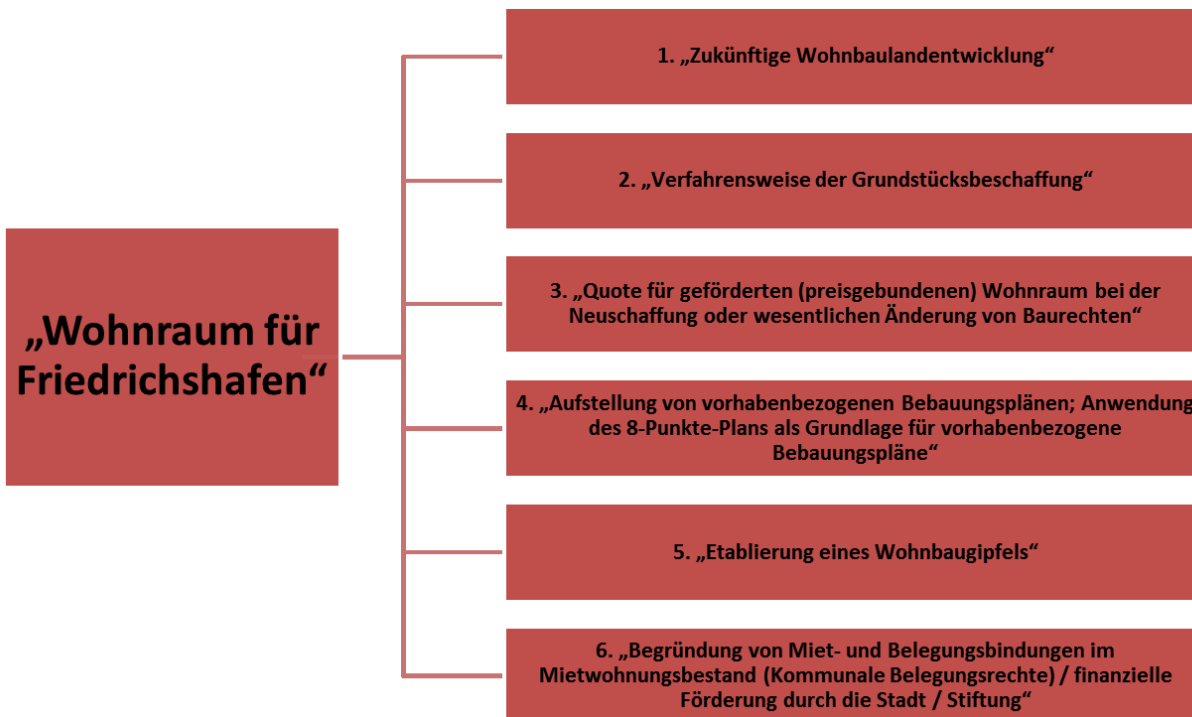 „Wohnraum für
Friedrichshafen“
1. „Zukünftige Wohnbaulandentwicklung“
2. „Verfahrensweise der Grundstücksbeschaffung“
3. „Quote für geförderten (preisgebundenen) Wohnraum bei der
Neuschaffung oder wesentlichen Änderung von Baurechten“
4. „Aufstellung von vorhabenbezogenen Bebauungsplänen; Anwendung
des 8-Punkte-Plans als Grundlage für vorhabenbezogene
Bebauungspläne“
5. „Etablierung eines Wohnbaugipfels“
6. „Begründung von Miet- und Belegungsbindungen im
Mietwohnungsbestand (Kommunale Belegungsrechte) / finanzielle
Förderung durch die Stadt / Stiftung“